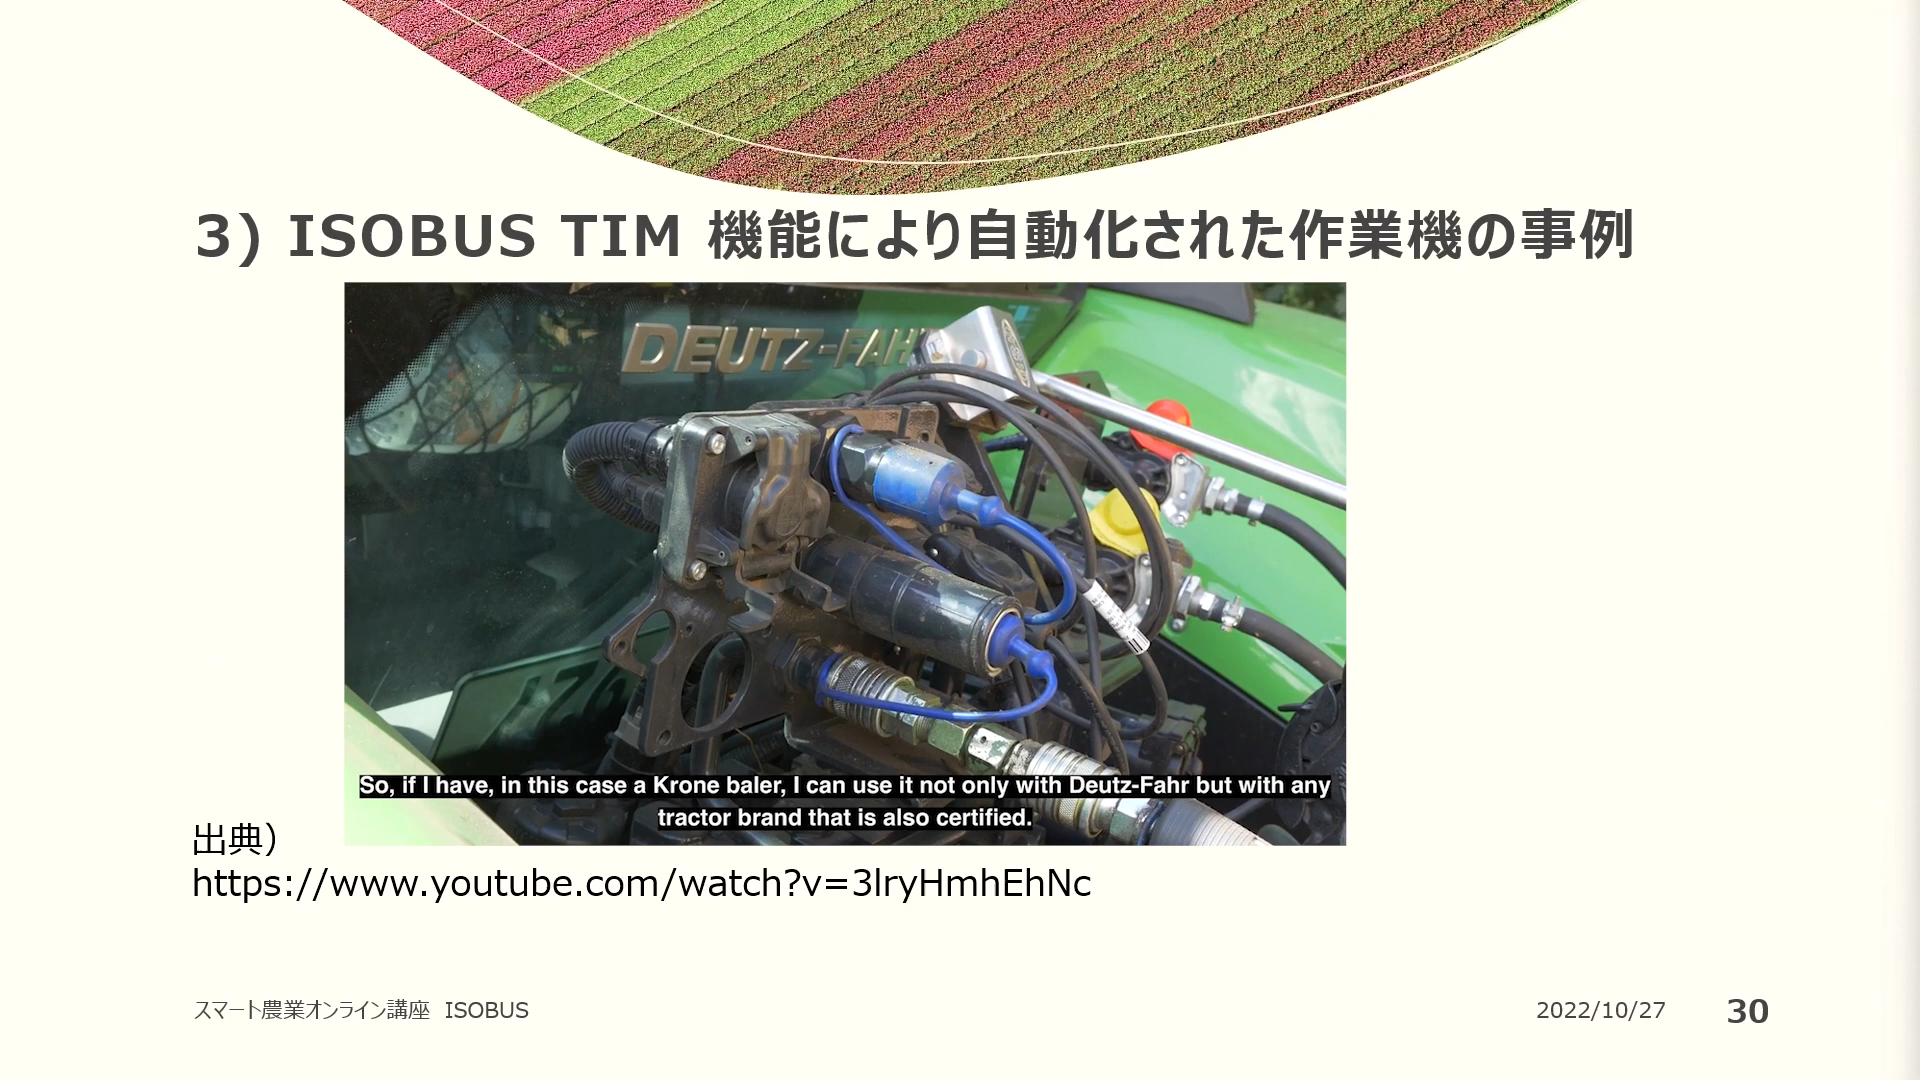 3) ISOBUS TIM 機能により自動化された作業機の事例
DEUTZ-FAH
So, if I have, in this case a Krone baler, I can use it not only with Deutz-Fahr but with any
tractor brand that is also certified.
出典）
https://www.youtube.com/watch?v=3lryHmhEhNc
スマート農業オンライン講座 ISOBUS
2022/10/27
30